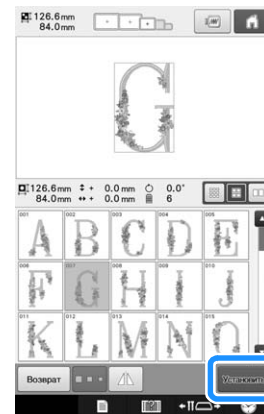 126.6mm
84.0mm
G
126.6mm + 0.0mm 0.0°
84.0mm + 0.0mm 6
001 002 003 004 005
A B C D E
006 007 008 009 010
F G H I J
011 012 013 014 015
K L M N O
Возврат Установить